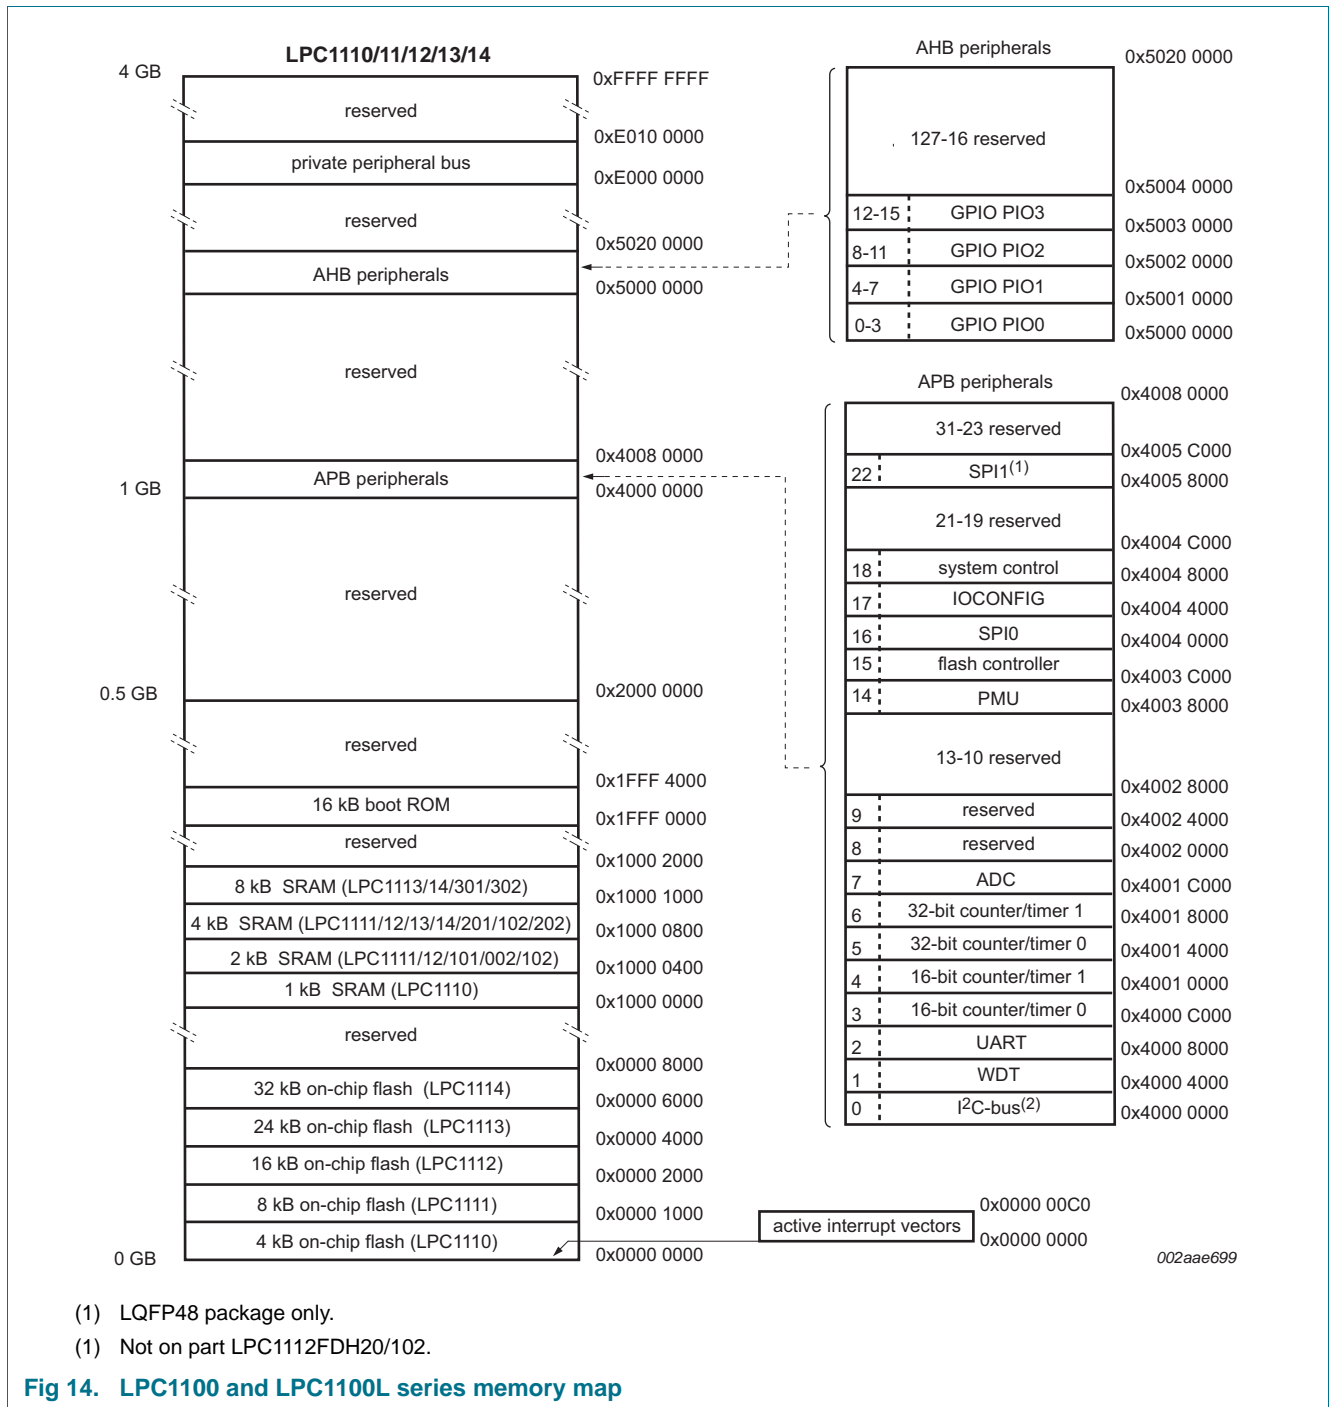 LPC1110/11/12/13/14
4 GB
0xFFFF FFFF
reserved
0xE010 0000
private peripheral bus
0xE000 0000
reserved
0x5020 0000
AHB peripherals
0x5000 0000
reserved
0x4008 0000
APB peripherals
1 GB
0x4000 0000
reserved
0.5 GB
0x2000 0000
reserved
0x1FFF 4000
16 kB boot ROM
0x1FFF 0000
reserved
0x1000 2000
8 kB SRAM (LPC1113/14/301/302)
0x1000 1000
4 kB SRAM (LPC1111/12/13/14/201/102/202)
0x1000 0800
2 kB SRAM (LPC1111/12/101/002/102)
0x1000 0400
1 kB SRAM (LPC1110)
0x1000 0000
reserved
0x0000 8000
32 kB on-chip flash (LPC1114)
0x0000 6000
24 kB on-chip flash (LPC1113)
0x0000 4000
16 kB on-chip flash (LPC1112)
0x0000 2000
8 kB on-chip flash (LPC1111)
0x0000 1000
4 kB on-chip flash (LPC1110)
0 GB
0x0000 0000
AHB peripherals
0x5020 0000
127-16 reserved
0x5004 0000
12-15 GPIO PIO3
0x5003 0000
8-11 GPIO PIO2
0x5002 0000
4-7 GPIO PIO1
0x5001 0000
0-3 GPIO PIO0
0x5000 0000
APB peripherals
0x4008 0000
31-23 reserved
0x4005 C000
22 SPI1(1)
0x4005 8000
21-19 reserved
0x4004 C000
18 system control
0x4004 8000
17 IOCONFIG
0x4004 4000
16 SPI0
0x4004 0000
15 flash controller
0x4003 C000
14 PMU
0x4003 8000
13-10 reserved
0x4002 8000
9 reserved
0x4002 4000
8 reserved
0x4002 0000
7 ADC
0x4001 C000
6 32-bit counter/timer 1
0x4001 8000
5 32-bit counter/timer 0
0x4001 4000
4 16-bit counter/timer 1
0x4001 0000
3 16-bit counter/timer 0
0x4000 C000
2 UART
0x4000 8000
1 WDT
0x4000 4000
0 I2C-bus(2)
0x4000 0000
0x0000 00C0
active interrupt vectors
0x0000 0000
002aae699
(1) LQFP48 package only.
(1) Not on part LPC1112FDH20/102.
Fig 14. LPC1100 and LPC1100L series memory map